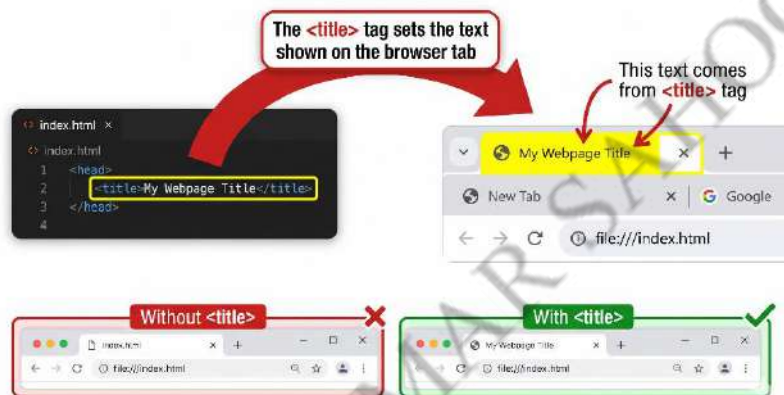 The <title> tag sets the text
shown on the browser tab
This text comes
from <title> tag
index.html ×
index.html
1 <head>
2 <title>My Webpage Title</title>
3 </head>
4
My Webpage Title × +
New Tab × Google
file:///index.html
Without <title>
index.html × +
file:///index.html
With <title>
My Webpage Title × +
file:///index.html
MAR SAHOO